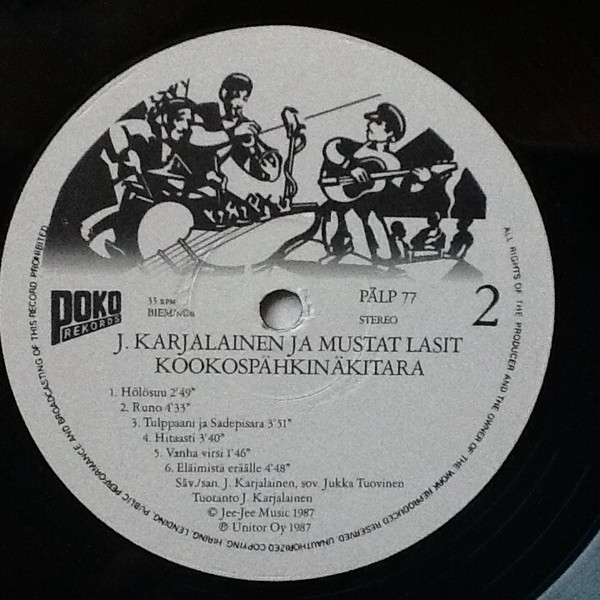 POKO
REKORDS
33 RPM
BIEM/n©b
PÄLP 77
STEREO
2
J. KARJALAINEN JA MUSTAT LASIT
KOOKOSPÄHKINÄKITARA
1. Hölösuu 2'49"
2. Runo 4'33"
3. Tulppaani ja Sadepisara 3'51"
4. Hitaasti 3'40"
5. Vanha virsi 1'46"
6. Eläimistä eräälle 4'48"
Säv./san. J. Karjalainen, sov. Jukka Tuovinen
Tuotanto J. Karjalainen
© Jee-Jee Music 1987
℗ Unitor Oy 1987
ALL RIGHTS OF THE PRODUCER AND THE OWNER OF THE WORK REPRODUCED RESERVED. UNAUTHORIZED COPYING, HIRING, LENDING, PUBLIC PERFORMANCE AND BROADCASTING OF THIS RECORD PROHIBITED.